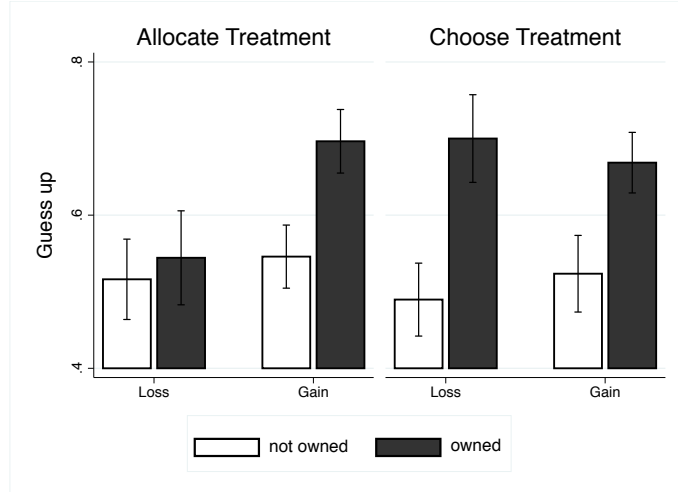 Allocate Treatment
Choose Treatment
Guess up
.8
.6
.4
Loss
Gain
Loss
Gain
not owned
owned